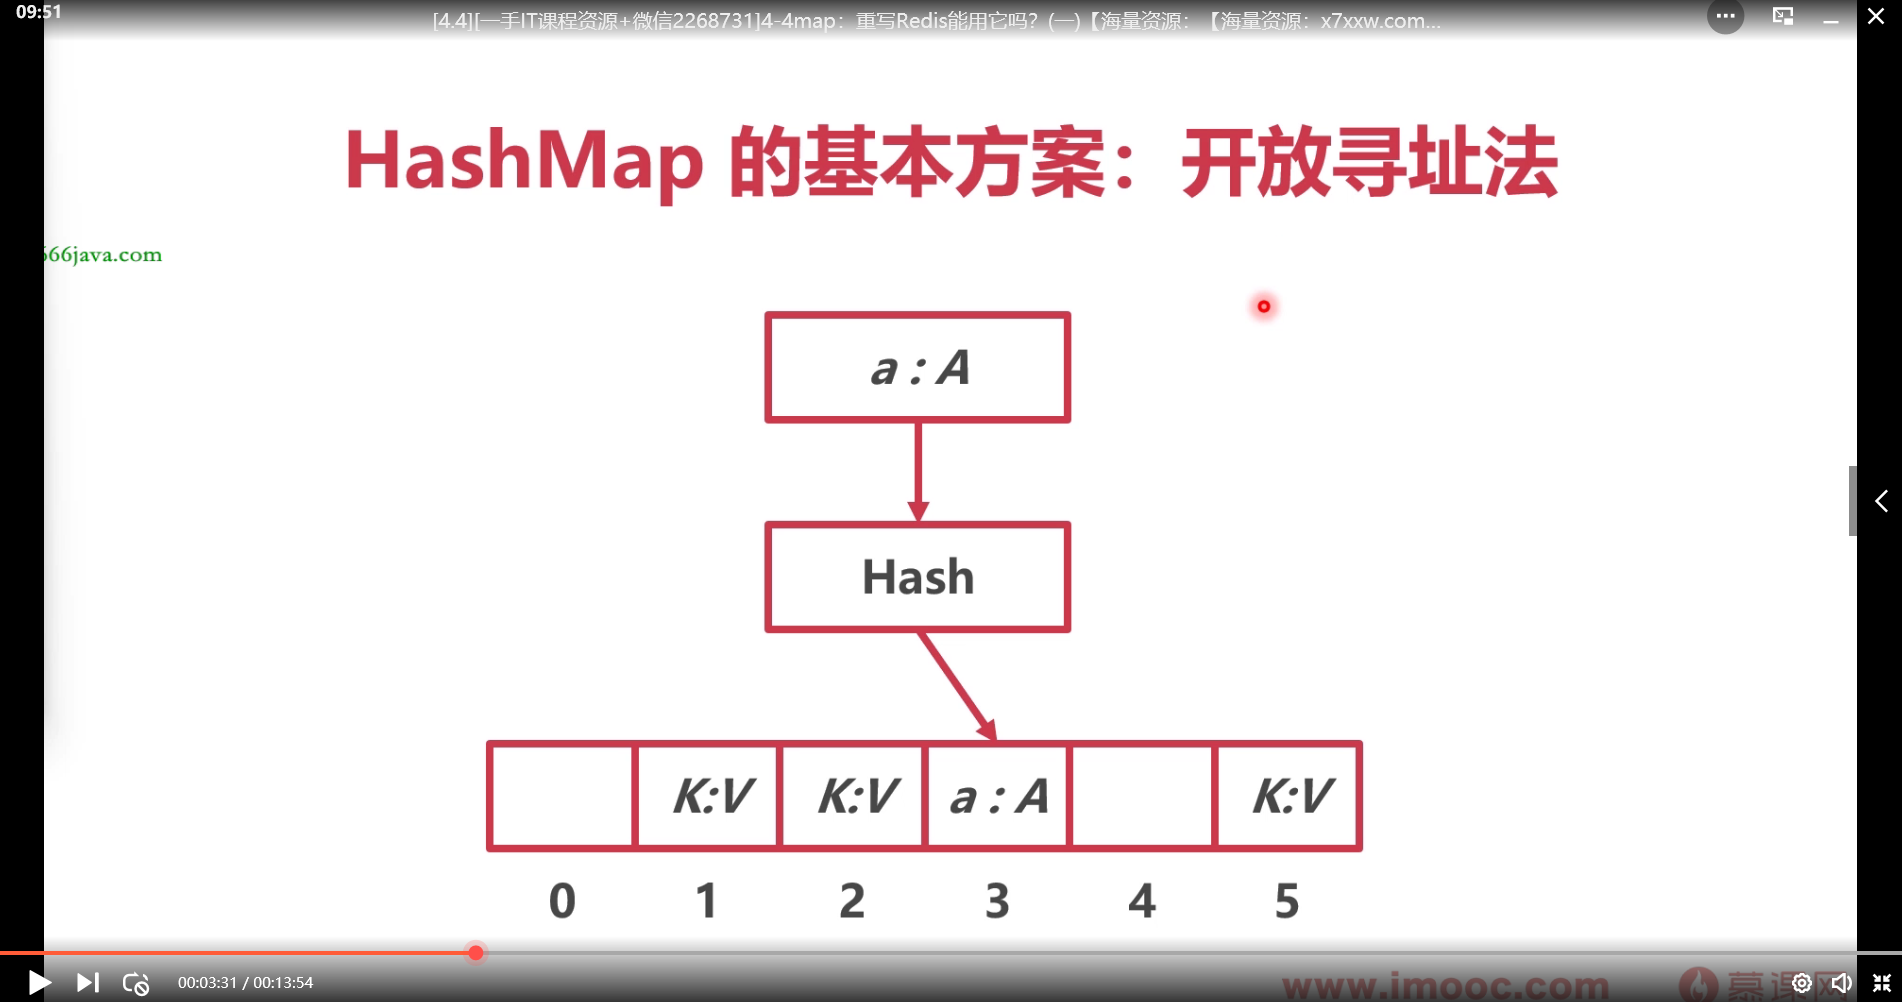 09:51
[4.4][一手IT课程资源+微信2268731]4-4map：重写Redis能用它吗？(一)【海量资源：【海量资源：x7xxw.com...
HashMap 的基本方案：开放寻址法
666java.com
a : A
Hash
K:V K:V a : A K:V
0 1 2 3 4 5
00:03:31 / 00:13:54
www.imooc.com 慕课网